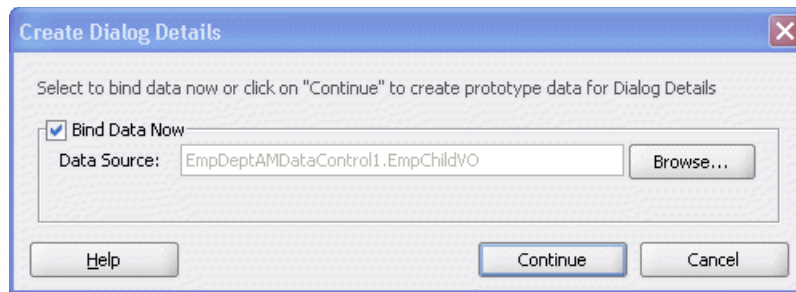 Create Dialog Details
Select to bind data now or click on "Continue" to create prototype data for Dialog Details
Bind Data Now
Data Source: EmpDeptAMDataControl1.EmpChildVO Browse...
Help Continue Cancel